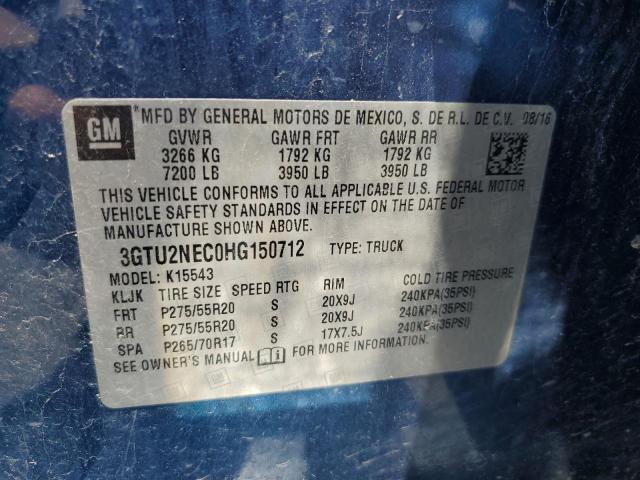 GM
*MFD BY GENERAL MOTORS DE MEXICO, S. DE R.L. DE C.V. 08/16
GVWR GAWR FRT GAWR RR
3266 KG 1792 KG 1792 KG
7200 LB 3950 LB 3950 LB
THIS VEHICLE CONFORMS TO ALL APPLICABLE U.S. FEDERAL MOTOR
VEHICLE SAFETY STANDARDS IN EFFECT ON THE DATE OF
MANUFACTURE SHOWN ABOVE.
3GTU2NEC0HG150712 TYPE: TRUCK
MODEL: K15543
KLJK TIRE SIZE SPEED RTG RIM COLD TIRE PRESSURE
FRT P275/55R20 S 20X9J 240KPA(35PSI)
RR P275/55R20 S 20X9J 240KPA(35PSI)
SPA P265/70R17 S 17X7.5J 240KPA(35PSI)
SEE OWNER'S MANUAL FOR MORE INFORMATION.